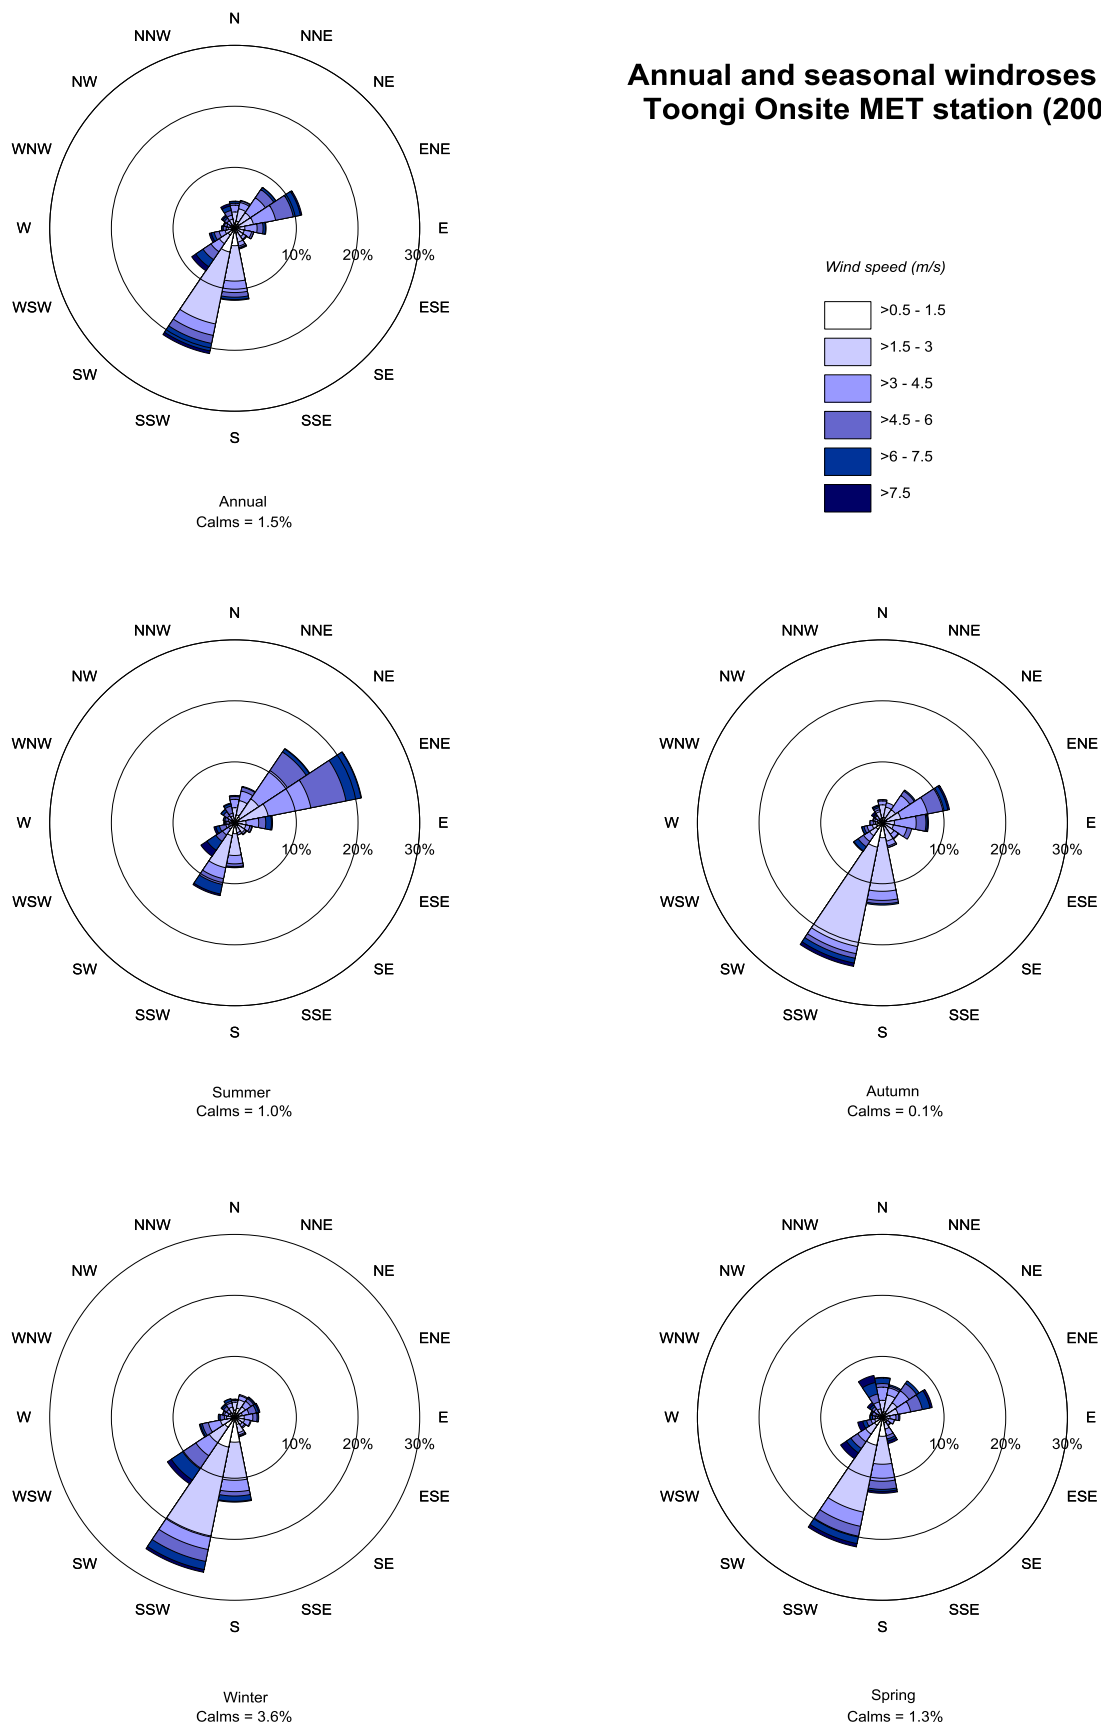 Annual and seasonal windroses
Toongi Onsite MET station (200
N
NNW NNE
NW NE
WNW ENE
W E
10% 20% 30%
WSW ESE
SW SE
SSW SSE
S
Annual
Calms = 1.5%
Wind speed (m/s)
>0.5 - 1.5
>1.5 - 3
>3 - 4.5
>4.5 - 6
>6 - 7.5
>7.5
N
NNW NNE
NW NE
WNW ENE
W E
10% 20% 30%
WSW ESE
SW SE
SSW SSE
S
Summer
Calms = 1.0%
N
NNW NNE
NW NE
WNW ENE
W E
10% 20% 30%
WSW ESE
SW SE
SSW SSE
S
Autumn
Calms = 0.1%
N
NNW NNE
NW NE
WNW ENE
W E
10% 20% 30%
WSW ESE
SW SE
SSW SSE
S
Winter
Calms = 3.6%
N
NNW NNE
NW NE
WNW ENE
W E
10% 20% 30%
WSW ESE
SW SE
SSW SSE
S
Spring
Calms = 1.3%